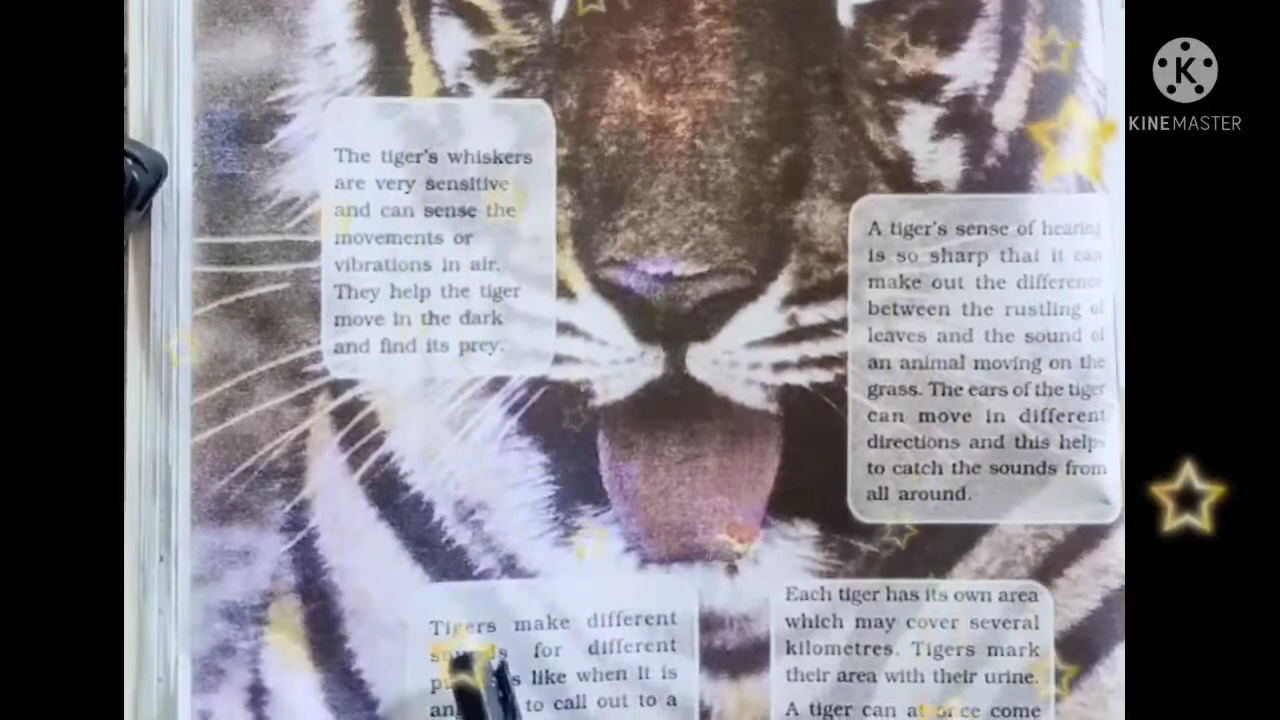 The tiger's whiskers
are very sensitive
and can sense the
movements or
vibrations in air.
They help the tiger
move in the dark
and find its prey.
A tiger's sense of hearing
is so sharp that it can
make out the difference
between the rustling of
leaves and the sound of
an animal moving on the
grass. The ears of the tiger
can move in different
directions and this helps
to catch the sounds from
all around.
Tigers make different
for different
like when it is
to call out to a
Each tiger has its own area
which may cover several
kilometres. Tigers mark
their area with their urine.
A tiger can at once come
K
KINEMASTER